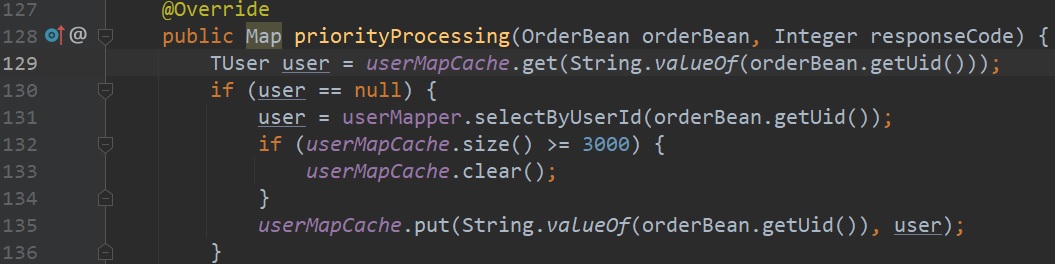 127 @Override
128 @ public Map priorityProcessing(OrderBean orderBean, Integer responseCode) {
129 TUser user = userMapCache.get(String.valueOf(orderBean.getUid()));
130 if (user == null) {
131 user = userMapper.selectByUserId(orderBean.getUid());
132 if (userMapCache.size() >= 3000) {
133 userMapCache.clear();
134 }
135 userMapCache.put(String.valueOf(orderBean.getUid()), user);
136 }